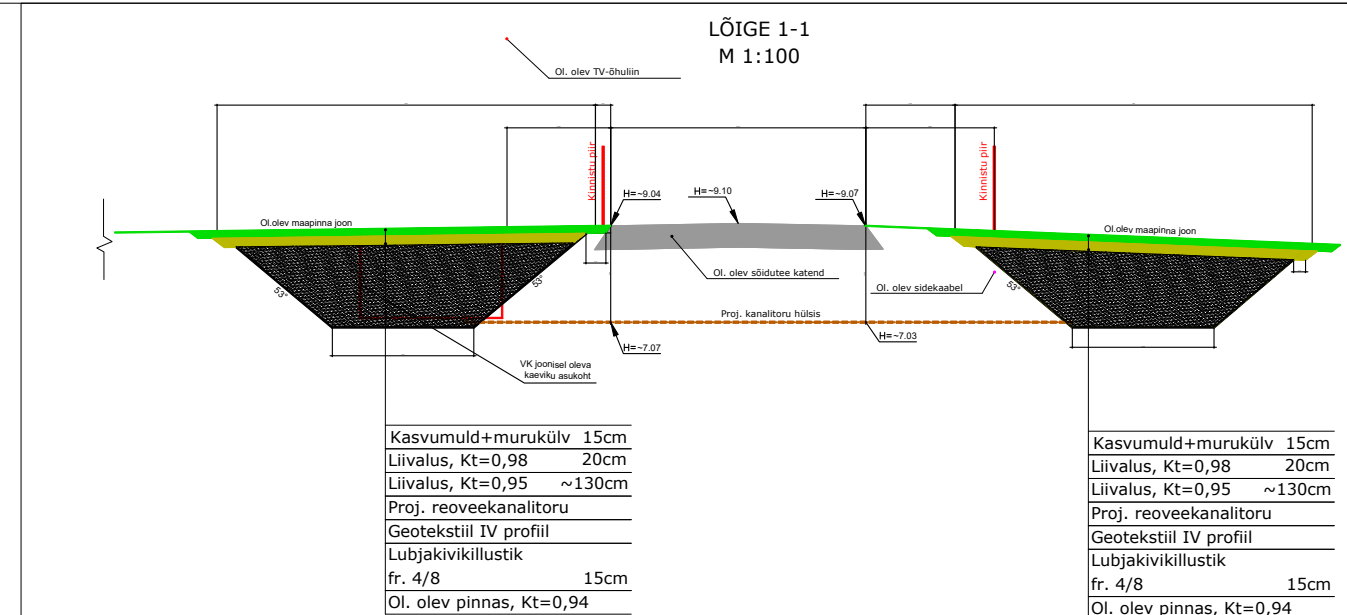 LÕIGE 1-1
M 1:100
Ol. olev TV-õhuliin
Kinnistu piir
Kinnistu piir
H=~9.04
H=~9.10
H=~9.07
Ol.olev maapinna joon
Ol.olev maapinna joon
Ol. olev sõidutee katend
Ol. olev sidekaabel
53°
53°
53°
Proj. kanalitoru hülsis
H=~7.07
H=~7.03
VK joonisel oleva
kaeviku asukoht
Kasvumuld+murukülv 15cm
Liivalus, Kt=0,98 20cm
Liivalus, Kt=0,95 ~130cm
Proj. reoveekanalitoru
Geotekstiil IV profiil
Lubjakivikillustik
fr. 4/8 15cm
Ol. olev pinnas, Kt=0,94
Kasvumuld+murukülv 15cm
Liivalus, Kt=0,98 20cm
Liivalus, Kt=0,95 ~130cm
Proj. reoveekanalitoru
Geotekstiil IV profiil
Lubjakivikillustik
fr. 4/8 15cm
Ol. olev pinnas, Kt=0,94